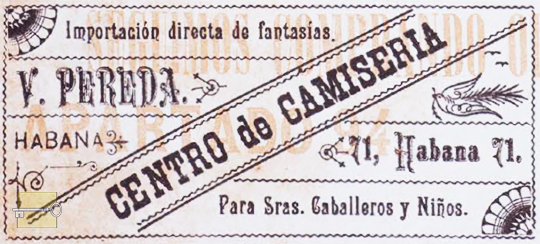 Importación directa de fantasías.
V. PEREDA.
HABANA
CENTRO de CAMISERIA
71, Habana 71.
Para Sras. Caballeros y Niños.